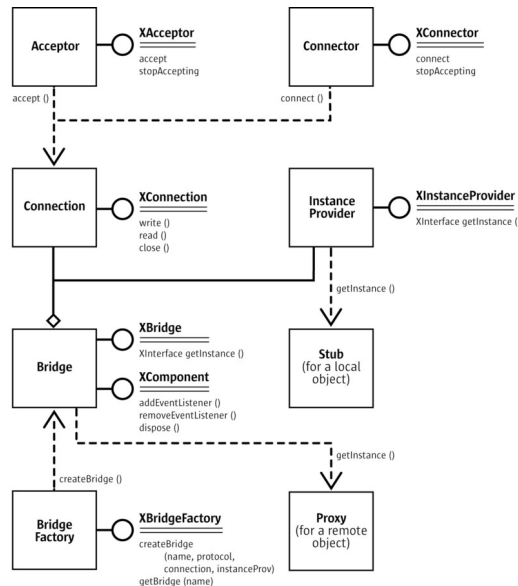 Acceptor
XAcceptor
accept
stopAccepting
Connector
XConnector
connect
stopAccepting
accept ()
connect ()
Connection
XConnection
write ()
read ()
close ()
Instance
Provider
XInstanceProvider
XInterface getInstance (
getInstance ()
Bridge
XBridge
XInterface getInstance ()
XComponent
addEventListener ()
removeEventListener ()
dispose ()
Stub
(for a local
object)
createBridge ()
getInstance ()
Bridge
Factory
XBridgeFactory
createBridge
(name, protocol,
connection, instanceProv)
getBridge (name)
Proxy
(for a remote
object)